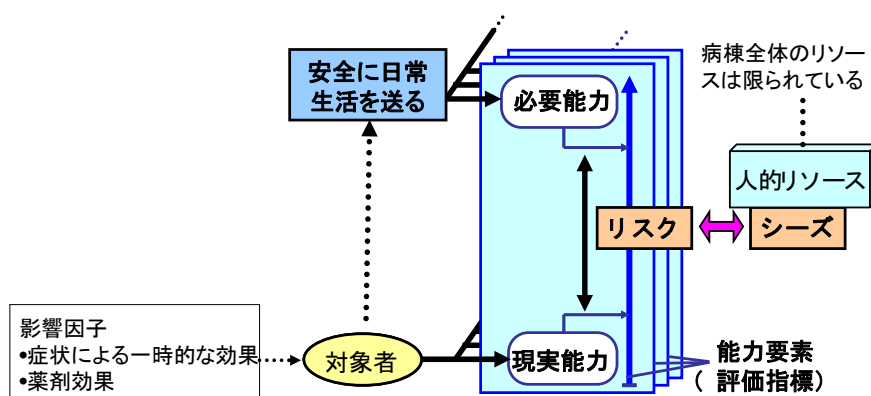 安全に日常
生活を送る
必要能力
病棟全体のリソー
スは限られている
人的リソース
リスク
シーズ
影響因子
•症状による一時的な効果
•薬剤効果
対象者
現実能力
能力要素
( 評価指標)